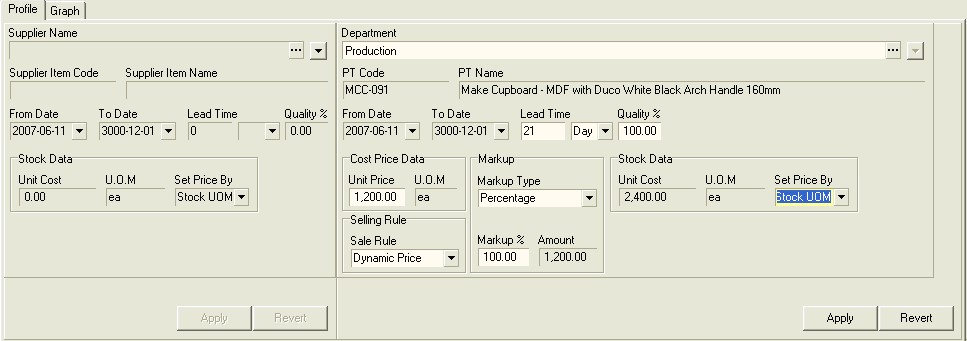 Profile Graph
Supplier Name
...
Supplier Item Code Supplier Item Name
From Date To Date Lead Time Quality %
2007-06-11 3000-12-01 0 0.00
Stock Data
Unit Cost U.O.M Set Price By
0.00 ea Stock UOM
Apply Revert
Department
Production ...
PT Code PT Name
MCC-091 Make Cupboard - MDF with Duco White Black Arch Handle 160mm
From Date To Date Lead Time Quality %
2007-06-11 3000-12-01 21 Day 100.00
Cost Price Data
Unit Price U.O.M
1,200.00 ea
Selling Rule
Sale Rule
Dynamic Price
Markup
Markup Type
Percentage
Markup % Amount
100.00 1,200.00
Stock Data
Unit Cost U.O.M Set Price By
2,400.00 ea Stock UOM
Apply Revert